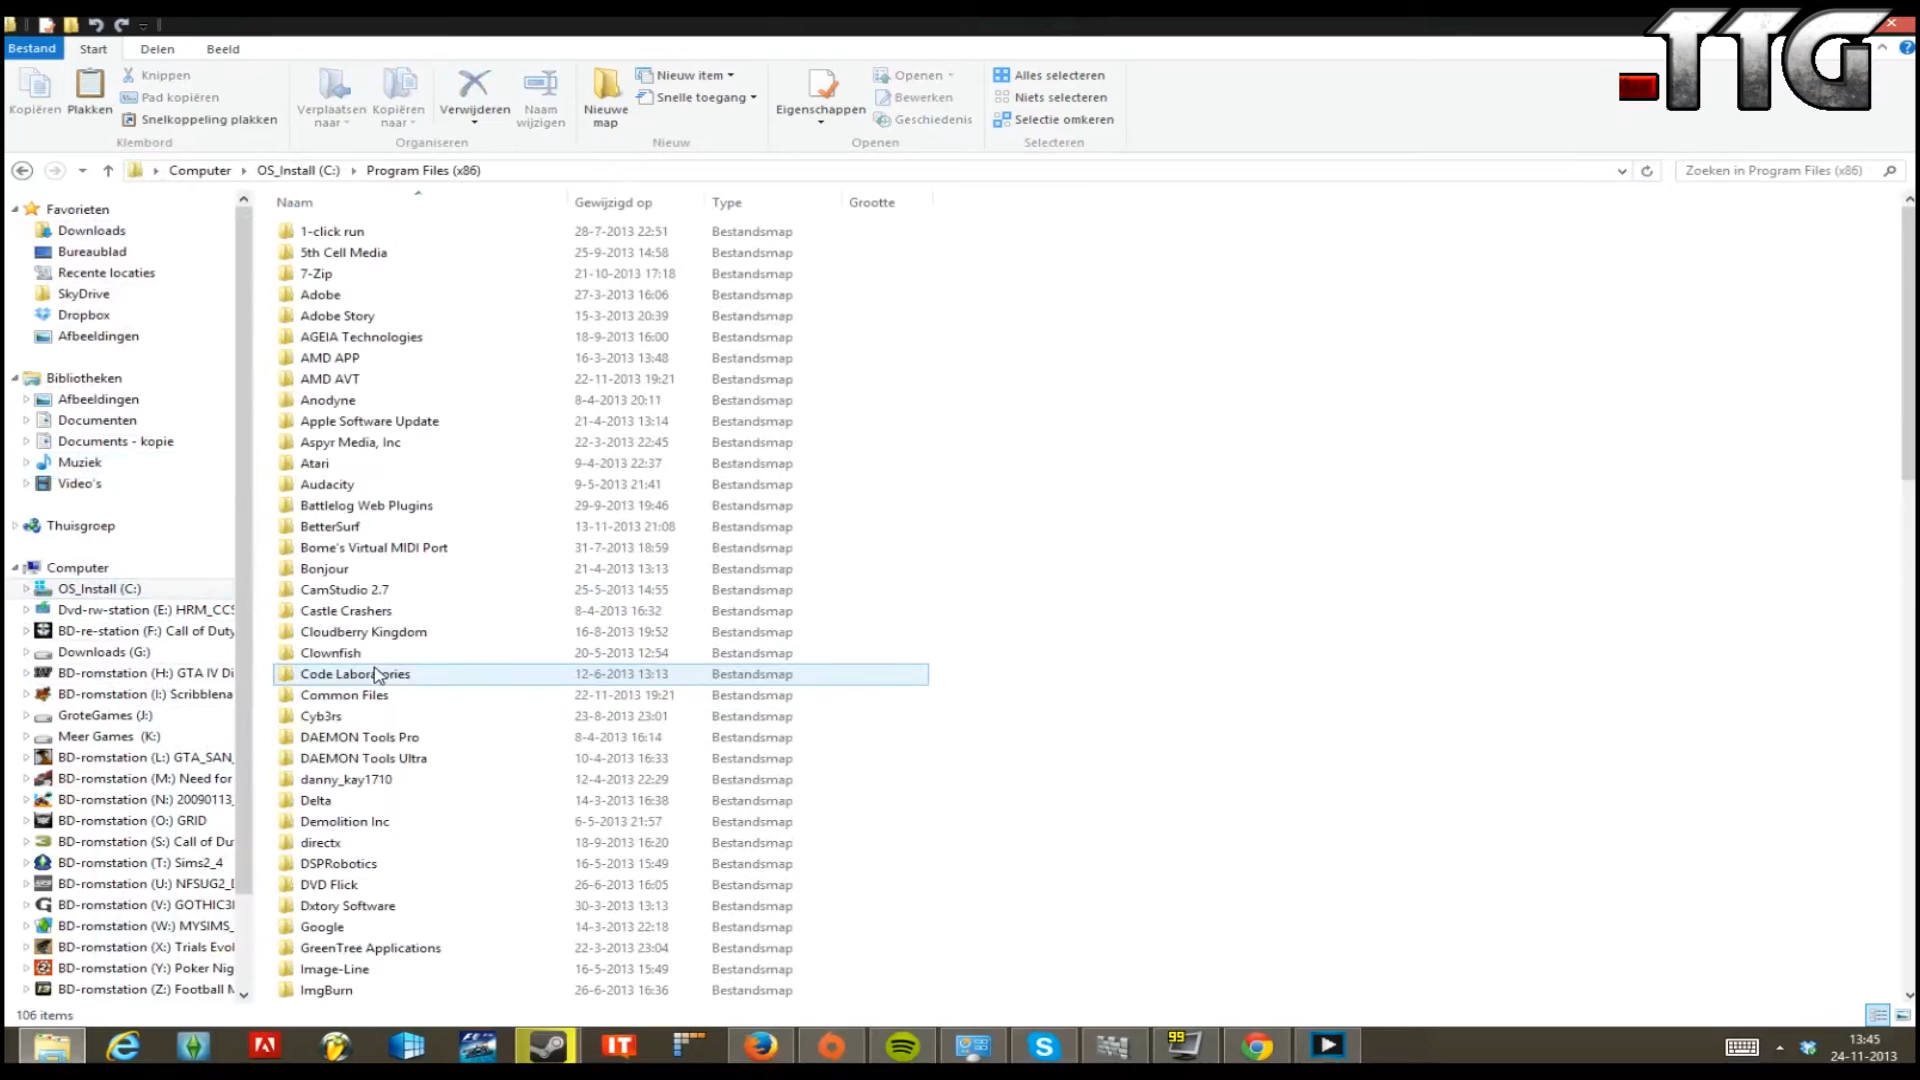 TTG
Bestand Start Delen Beeld
Kopiëren Plakken Knippen Pad kopiëren Snelkoppeling plakken
Klembord
Verplaatsen naar Kopiëren naar Verwijderen Naam wijzigen
Organiseren
Nieuwe map Nieuw item Snelle toegang
Nieuw
Eigenschappen Openen Bewerken Geschiedenis
Openen
Alles selecteren Niets selecteren Selectie omkeren
Selecteren
Computer OS_Install (C:) Program Files (x86)
Zoeken in Program Files (x86)
Favorieten
Downloads
Bureaublad
Recente locaties
SkyDrive
Dropbox
Afbeeldingen
Bibliotheken
Afbeeldingen
Documenten
Documents - kopie
Muziek
Video's
Thuisgroep
Computer
OS_Install (C:)
Dvd-rw-station (E:) HRM_CCS
BD-re-station (F:) Call of Duty
Downloads (G:)
BD-romstation (H:) GTA IV Di
BD-romstation (I:) Scribblena
GroteGames (J:)
Meer Games (K:)
BD-romstation (L:) GTA_SAN_
BD-romstation (M:) Need for
BD-romstation (N:) 20090113_
BD-romstation (O:) GRID
BD-romstation (S:) Call of Du
BD-romstation (T:) Sims2_4
BD-romstation (U:) NFSUG2_
BD-romstation (V:) GOTHIC3
BD-romstation (W:) MYSIMS_
BD-romstation (X:) Trials Evol
BD-romstation (Y:) Poker Nig
BD-romstation (Z:) Football M
Naam Gewijzigd op Type Grootte
1-click run 28-7-2013 22:51 Bestandsmap
5th Cell Media 25-9-2013 14:58 Bestandsmap
7-Zip 21-10-2013 17:18 Bestandsmap
Adobe 27-3-2013 16:06 Bestandsmap
Adobe Story 15-3-2013 20:39 Bestandsmap
AGEIA Technologies 18-9-2013 16:00 Bestandsmap
AMD APP 16-3-2013 13:48 Bestandsmap
AMD AVT 22-11-2013 19:21 Bestandsmap
Anodyne 8-4-2013 20:11 Bestandsmap
Apple Software Update 21-4-2013 13:14 Bestandsmap
Aspyr Media, Inc 22-3-2013 22:45 Bestandsmap
Atari 9-4-2013 22:37 Bestandsmap
Audacity 9-5-2013 21:41 Bestandsmap
Battlelog Web Plugins 29-9-2013 19:46 Bestandsmap
BetterSurf 13-11-2013 21:08 Bestandsmap
Bome's Virtual MIDI Port 31-7-2013 18:59 Bestandsmap
Bonjour 21-4-2013 13:13 Bestandsmap
CamStudio 2.7 25-5-2013 14:55 Bestandsmap
Castle Crashers 8-4-2013 16:32 Bestandsmap
Cloudberry Kingdom 16-8-2013 19:52 Bestandsmap
Clownfish 20-5-2013 12:54 Bestandsmap
Code Laboratories 12-6-2013 13:13 Bestandsmap
Common Files 22-11-2013 19:21 Bestandsmap
Cyb3rs 23-8-2013 23:01 Bestandsmap
DAEMON Tools Pro 8-4-2013 16:14 Bestandsmap
DAEMON Tools Ultra 10-4-2013 16:33 Bestandsmap
danny_kay1710 12-4-2013 22:29 Bestandsmap
Delta 14-3-2013 16:38 Bestandsmap
Demolition Inc 6-5-2013 21:57 Bestandsmap
directx 18-9-2013 16:20 Bestandsmap
DSPRobotics 16-5-2013 15:49 Bestandsmap
DVD Flick 26-6-2013 16:05 Bestandsmap
Dxtory Software 30-3-2013 13:13 Bestandsmap
Google 14-3-2013 22:18 Bestandsmap
GreenTree Applications 22-3-2013 23:04 Bestandsmap
Image-Line 16-5-2013 15:49 Bestandsmap
ImgBurn 26-6-2013 16:36 Bestandsmap
106 items
IT
99
13:45
24-11-2013